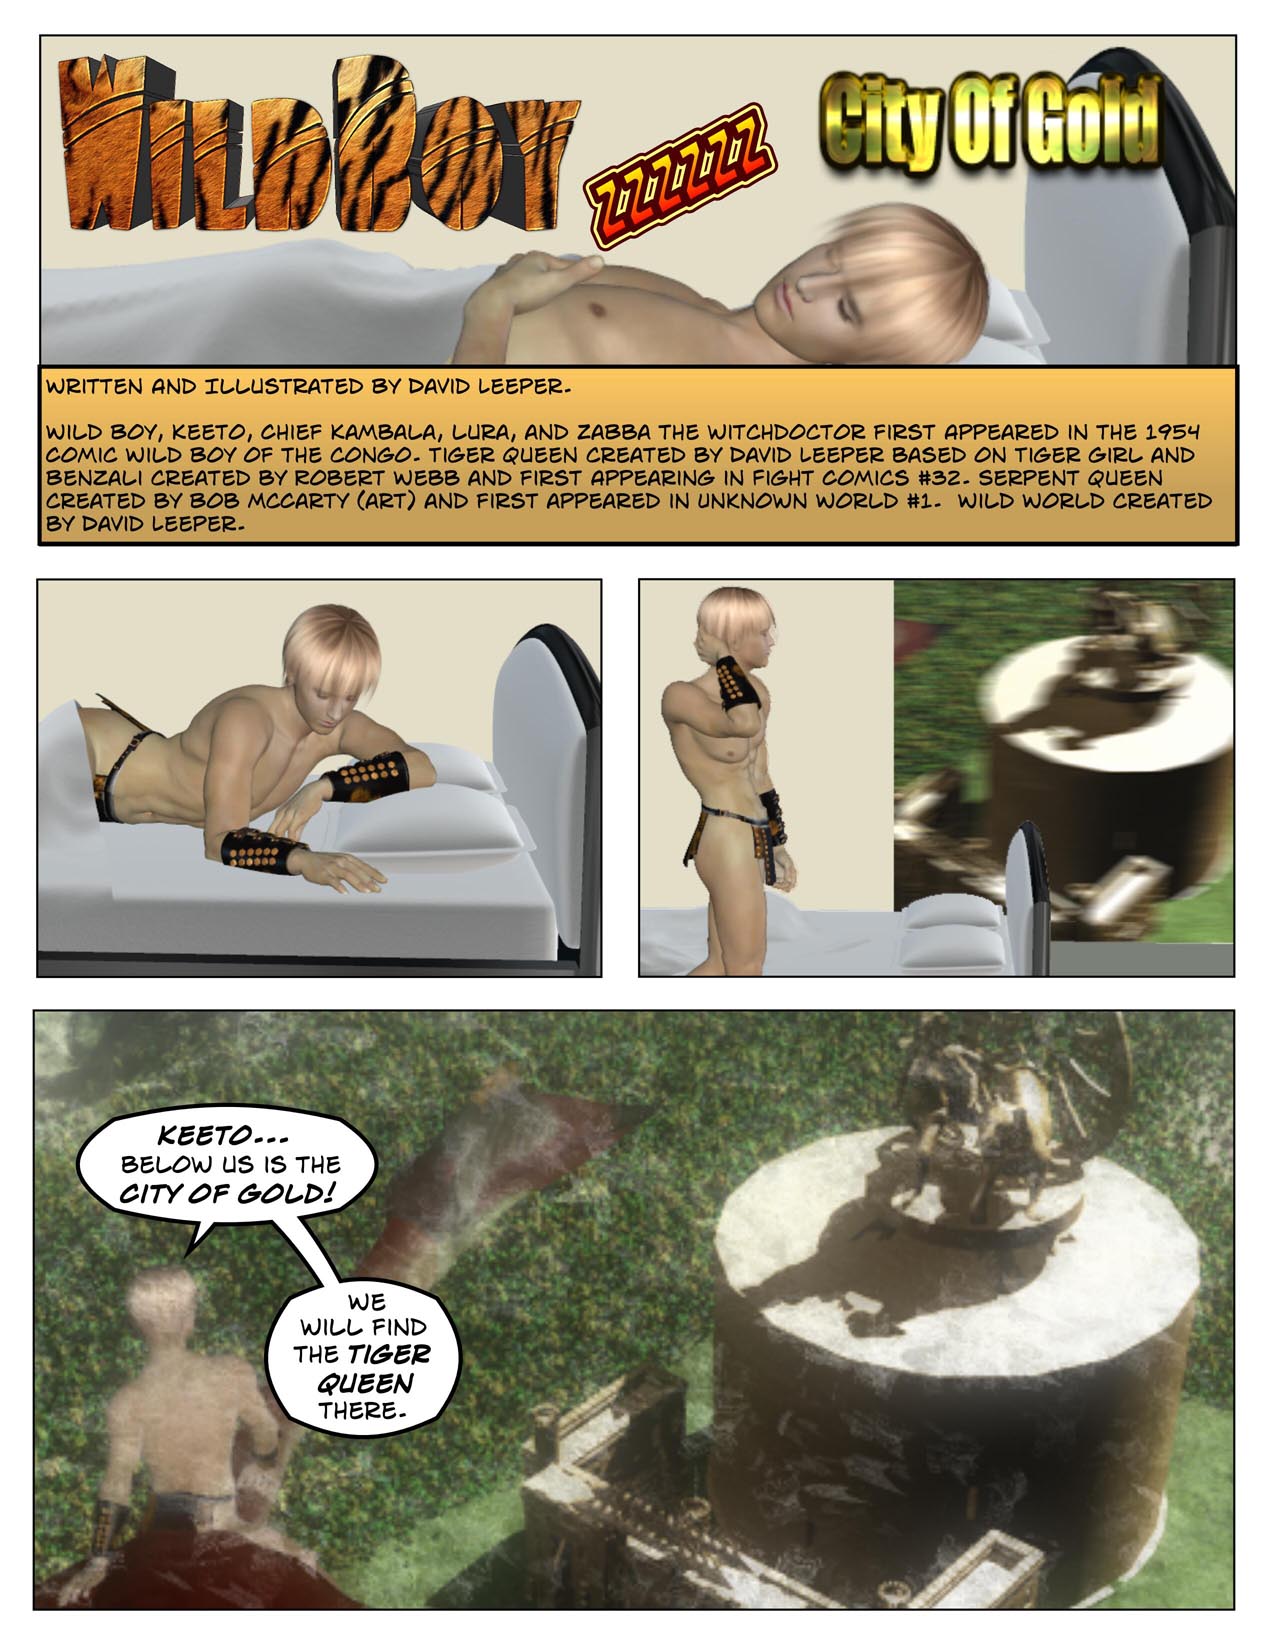 WILDBOY
ZZZZZZ
City Of Gold
WRITTEN AND ILLUSTRATED BY DAVID LEEPER.
WILD BOY, KEETO, CHIEF KAMBALA, LURA, AND ZABBA THE WITCHDOCTOR FIRST APPEARED IN THE 1954
COMIC WILD BOY OF THE CONGO. TIGER QUEEN CREATED BY DAVID LEEPER BASED ON TIGER GIRL AND
BENZALI CREATED BY ROBERT WEBB AND FIRST APPEARING IN FIGHT COMICS #32. SERPENT QUEEN
CREATED BY BOB MCCARTY (ART) AND FIRST APPEARED IN UNKNOWN WORLD #1. WILD WORLD CREATED
BY DAVID LEEPER.
KEETO...
BELOW US IS THE
CITY OF GOLD!
WE
WILL FIND
THE TIGER
QUEEN
THERE.